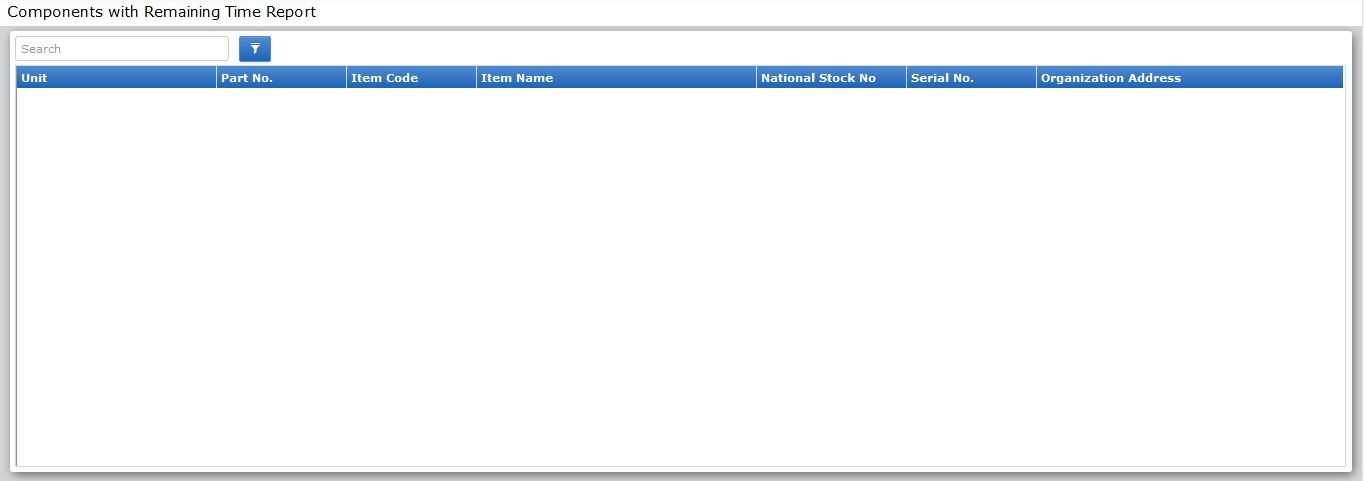 Components with Remaining Time Report
Search
Unit Part No. Item Code Item Name National Stock No Serial No. Organization Address